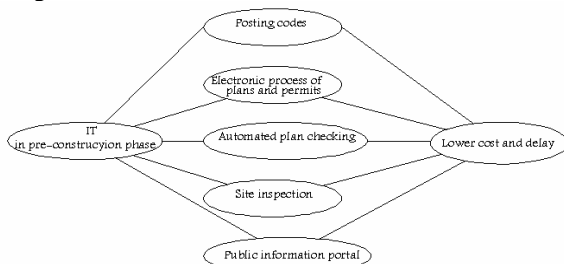 Posting codes
Electronic process of
plans and permits
IT
in pre-construcyion phase
Automated plan checking
Lower cost and delay
Site inspection
Public information portal